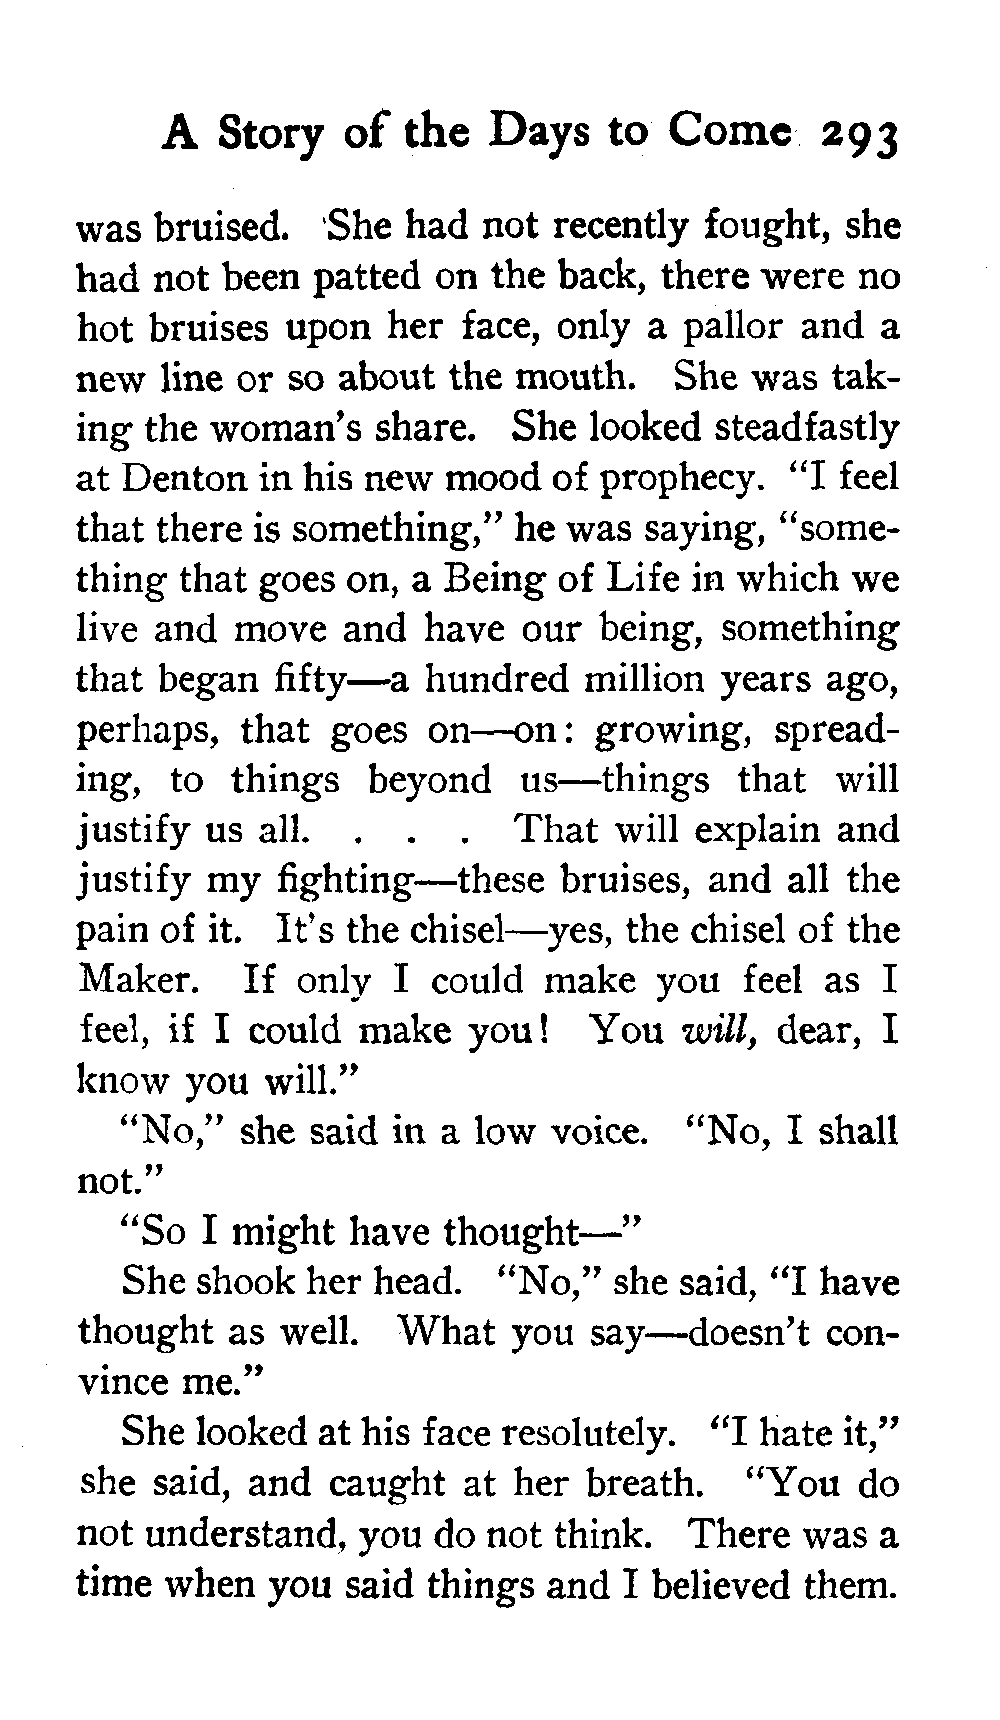 A Story of the Days to Come 293
was bruised. She had not recently fought, she
had not been patted on the back, there were no
hot bruises upon her face, only a pallor and a
new line or so about the mouth. She was tak-
ing the woman's share. She looked steadfastly
at Denton in his new mood of prophecy. “I feel
that there is something,” he was saying, “some-
thing that goes on, a Being of Life in which we
live and move and have our being, something
that began fifty—a hundred million years ago,
perhaps, that goes on—on: growing, spread-
ing, to things beyond us—things that will
justify us all. . . . That will explain and
justify my fighting—these bruises, and all the
pain of it. It's the chisel—yes, the chisel of the
Maker. If only I could make you feel as I
feel, if I could make you! You will, dear, I
know you will.”
“No,” she said in a low voice. “No, I shall
not.”
“So I might have thought—”
She shook her head. “No,” she said, “I have
thought as well. What you say—doesn't con-
vince me.”
She looked at his face resolutely. “I hate it,”
she said, and caught at her breath. “You do
not understand, you do not think. There was a
time when you said things and I believed them.